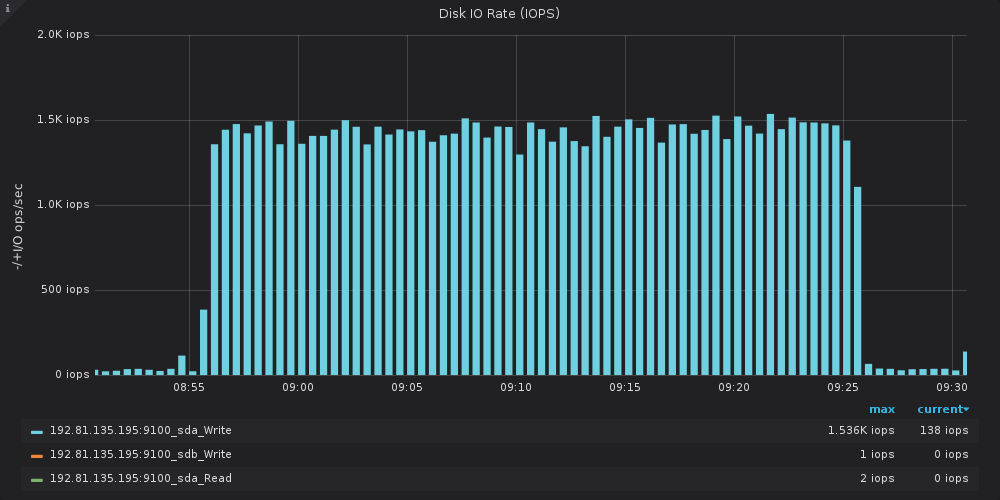 i
Disk IO Rate (IOPS)
2.0K iops
1.5K iops
1.0K iops
500 iops
0 iops
-/+I/O ops/sec
08:55 09:00 09:05 09:10 09:15 09:20 09:25 09:30
max current
192.81.135.195:9100_sda_Write 1.536K iops 138 iops
192.81.135.195:9100_sdb_Write 1 iops 0 iops
192.81.135.195:9100_sda_Read 2 iops 0 iops